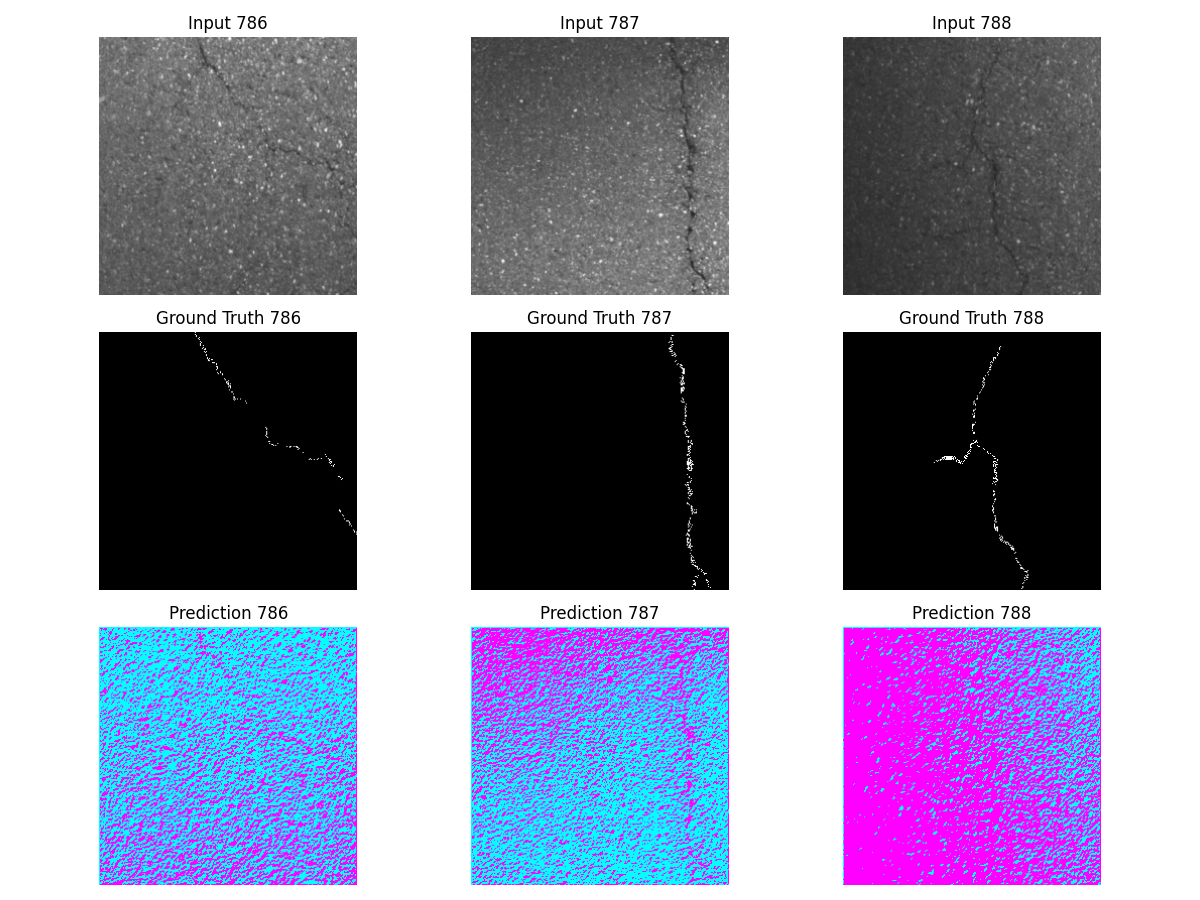 Input 786
Input 787
Input 788
Ground Truth 786
Ground Truth 787
Ground Truth 788
Prediction 786
Prediction 787
Prediction 788